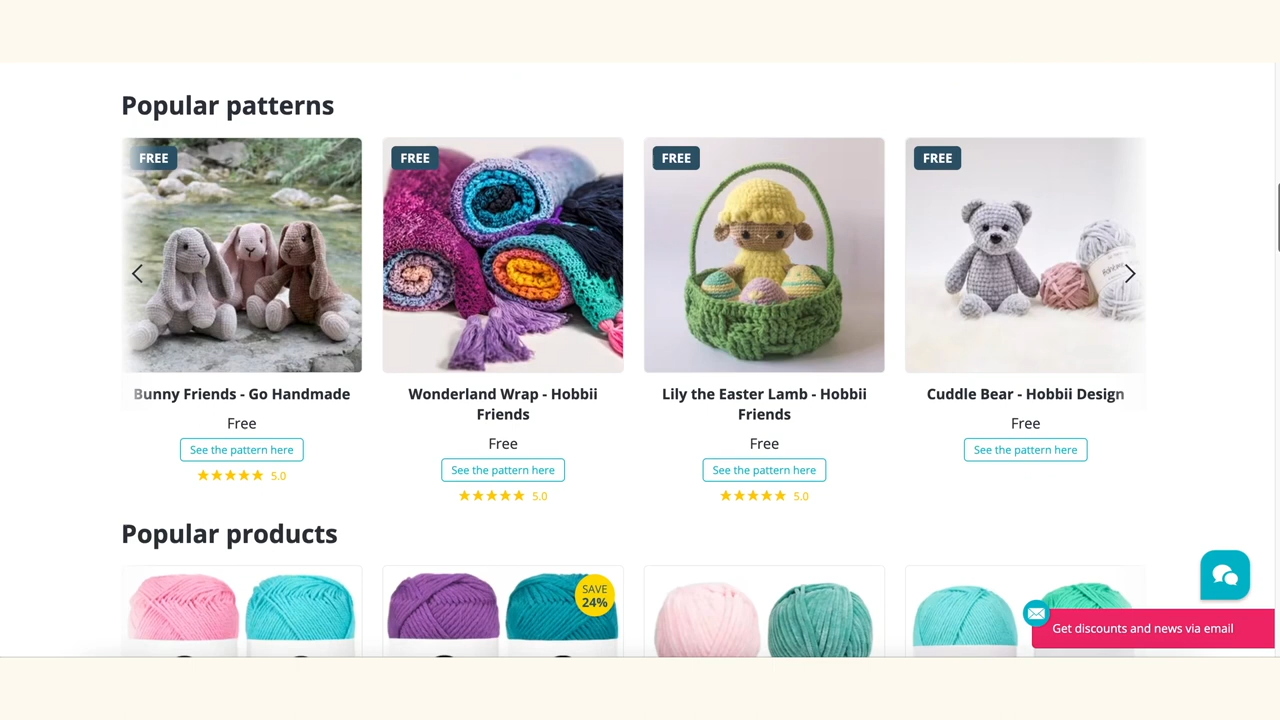 Popular patterns
FREE
FREE
FREE
FREE
Bunny Friends - Go Handmade
Free
See the pattern here
5.0
Wonderland Wrap - Hobbii
Friends
Free
See the pattern here
5.0
Lily the Easter Lamb - Hobbii
Friends
Free
See the pattern here
5.0
Cuddle Bear - Hobbii Design
Free
See the pattern here
Popular products
SAVE
24%
Get discounts and news via email